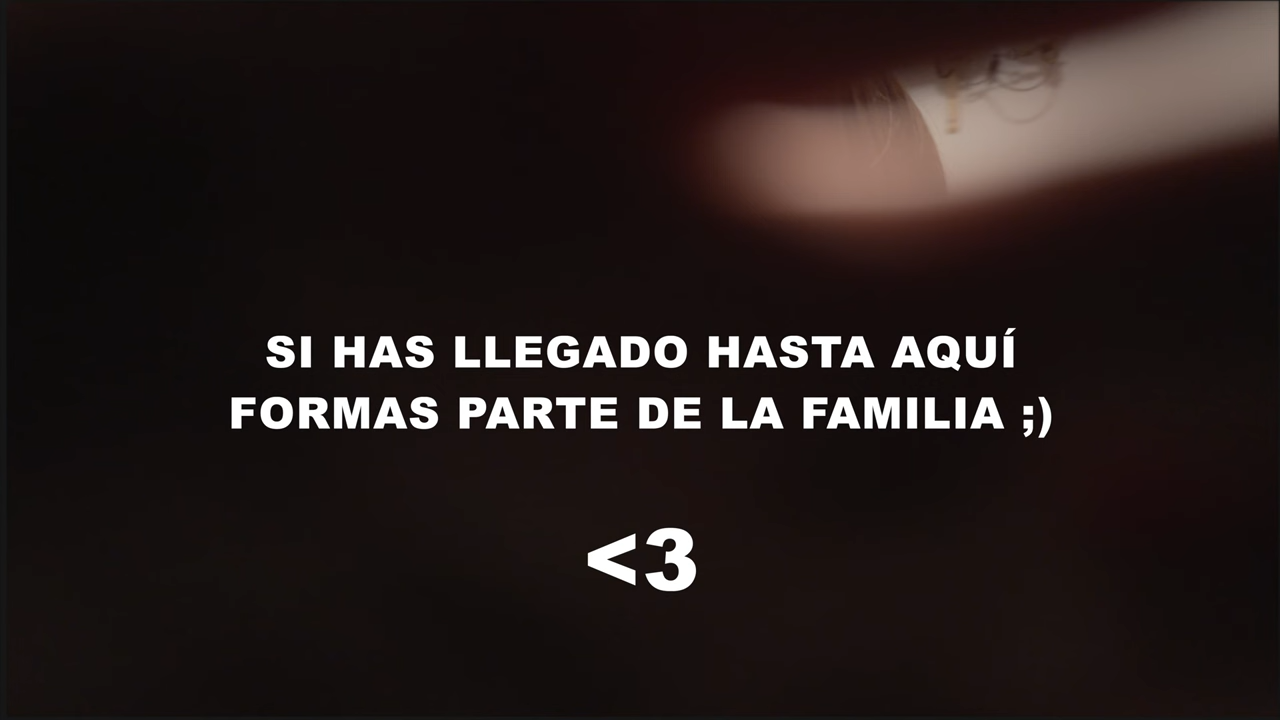 SI HAS LLEGADO HASTA AQUÍ
FORMAS PARTE DE LA FAMILIA ;)
<3